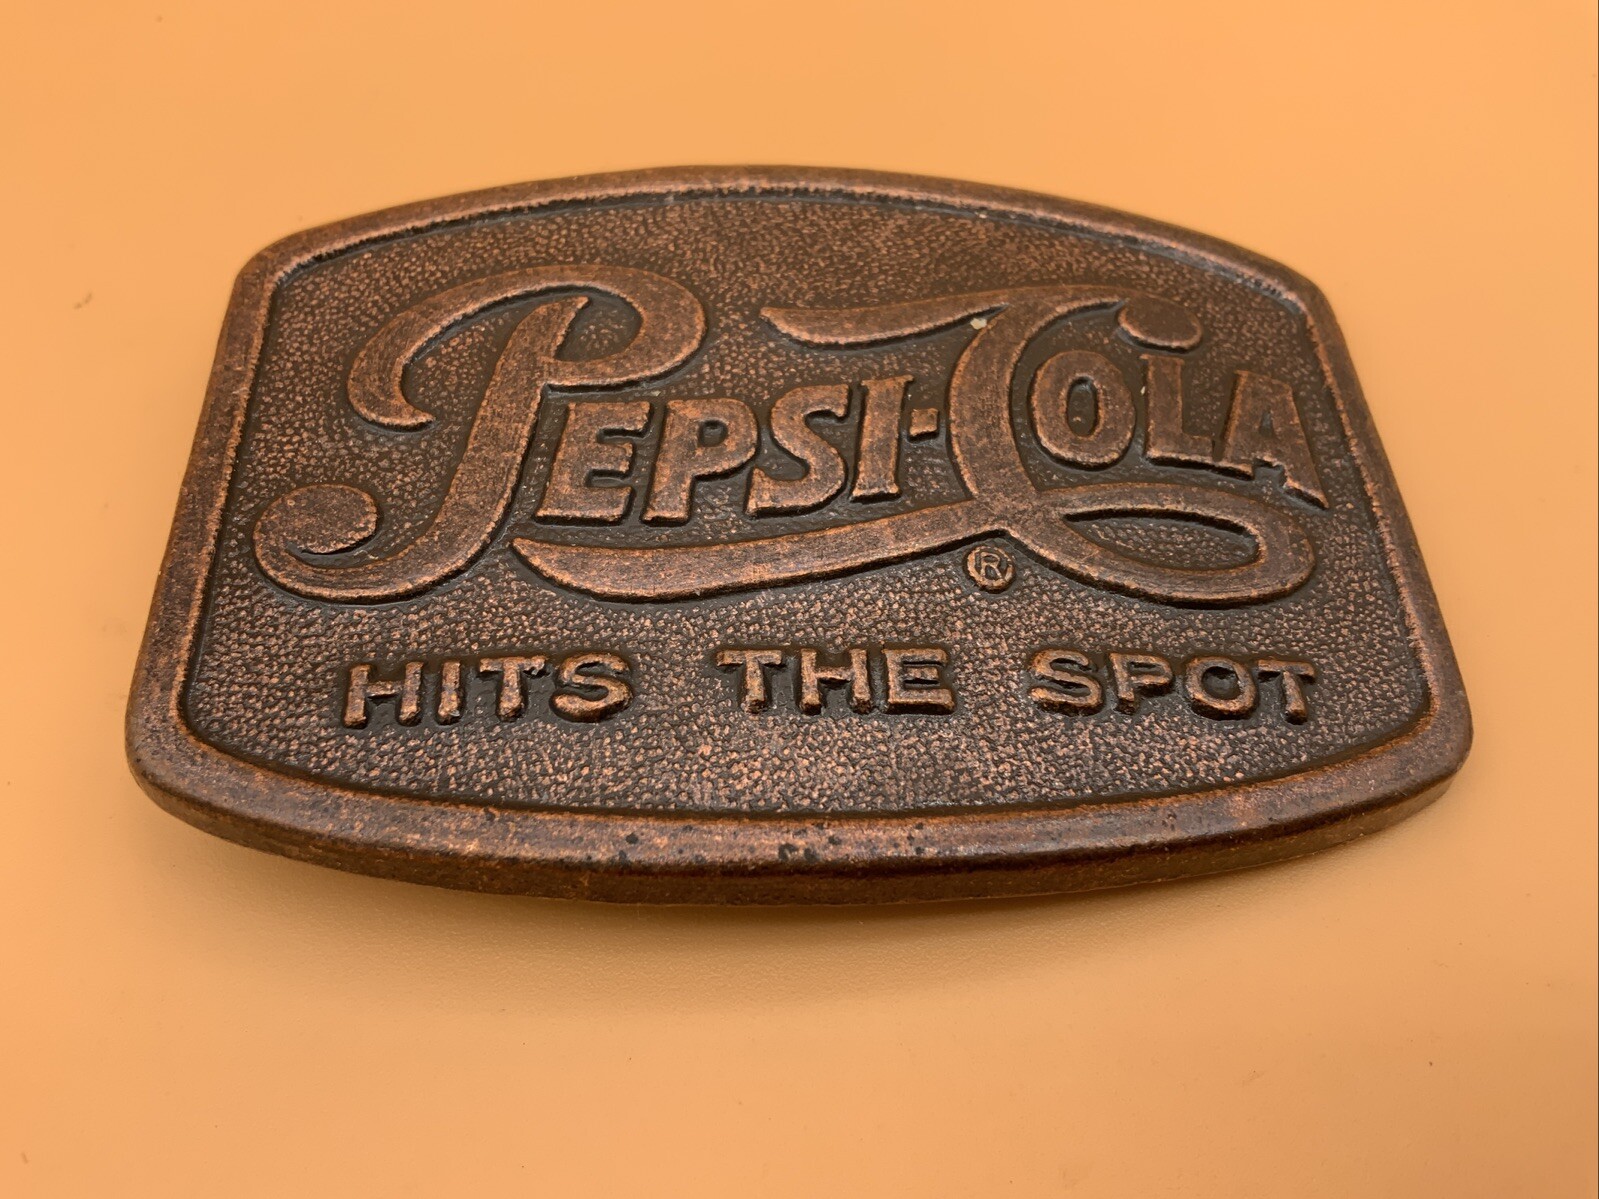 PEPSI-COLA
®
HITS THE SPOT